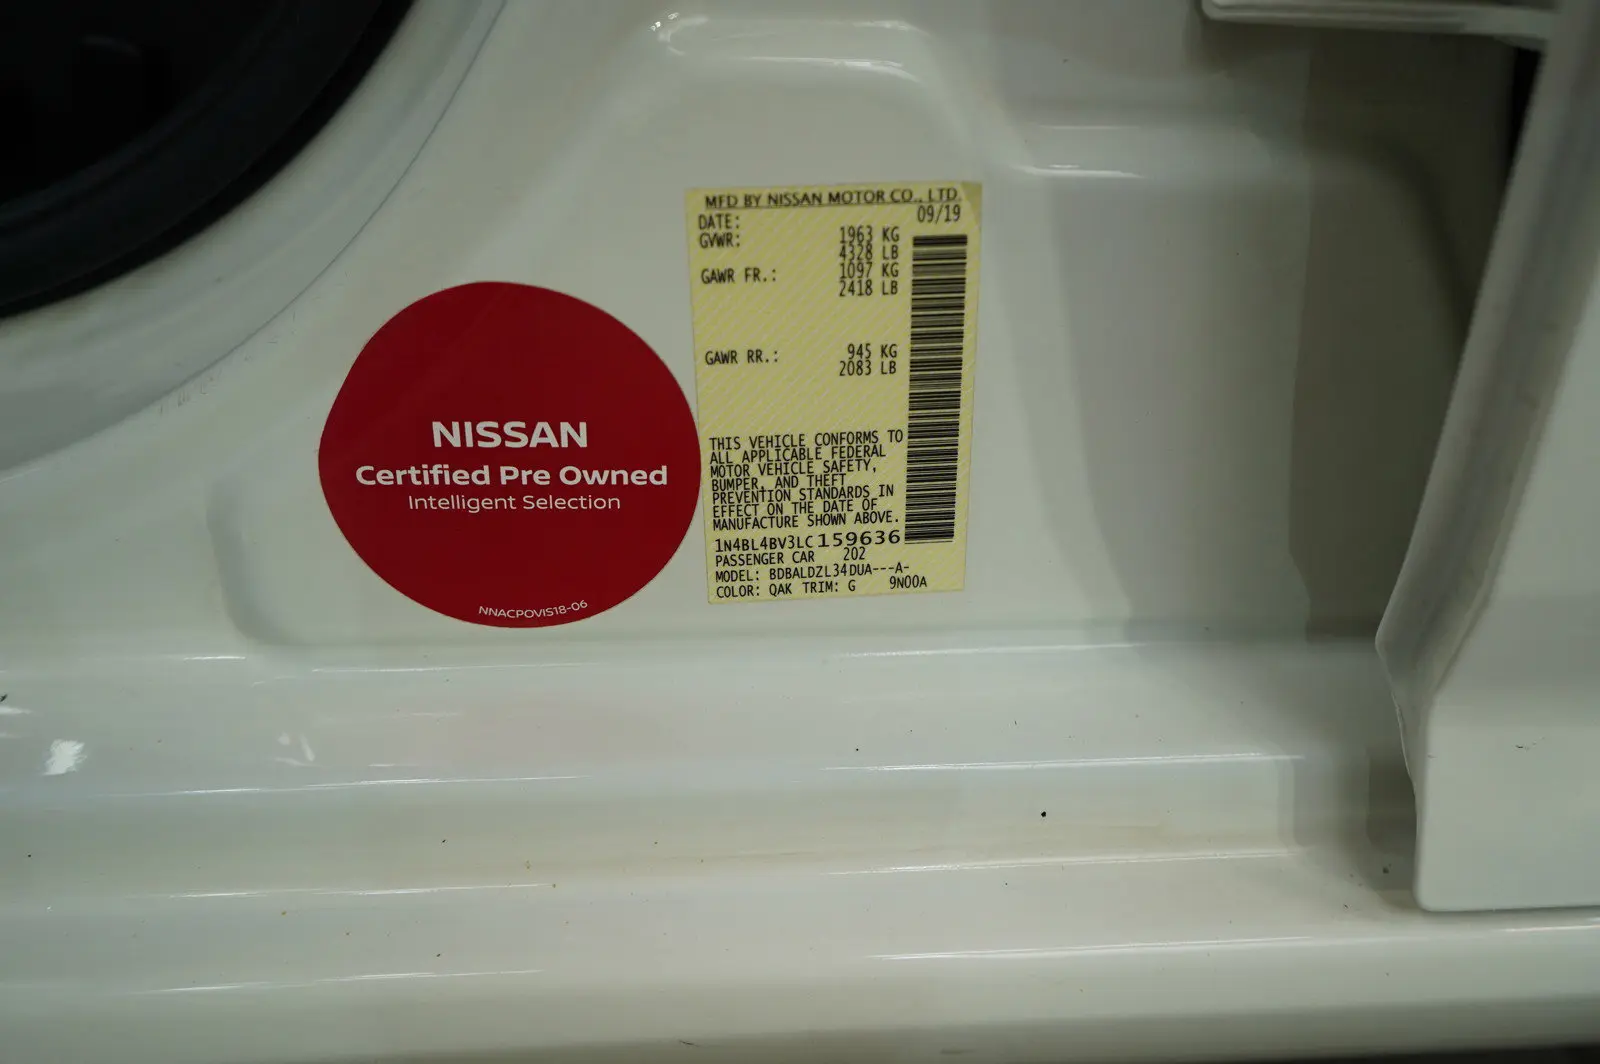 MFD BY NISSAN MOTOR CO., LTD.
DATE: 09/19
GVWR: 1963 KG
4328 LB
GAWR FR.: 1097 KG
2418 LB
GAWR RR.: 945 KG
2083 LB
THIS VEHICLE CONFORMS TO
ALL APPLICABLE FEDERAL
MOTOR VEHICLE SAFETY,
BUMPER, AND THEFT
PREVENTION STANDARDS IN
EFFECT ON THE DATE OF
MANUFACTURE SHOWN ABOVE.
1N4BL4BV3LC159636
PASSENGER CAR 202
MODEL: BDBALDZL34DUA---A-
COLOR: QAK TRIM: G 9N00A
NISSAN
Certified Pre Owned
Intelligent Selection
NNACPOVIS18-06